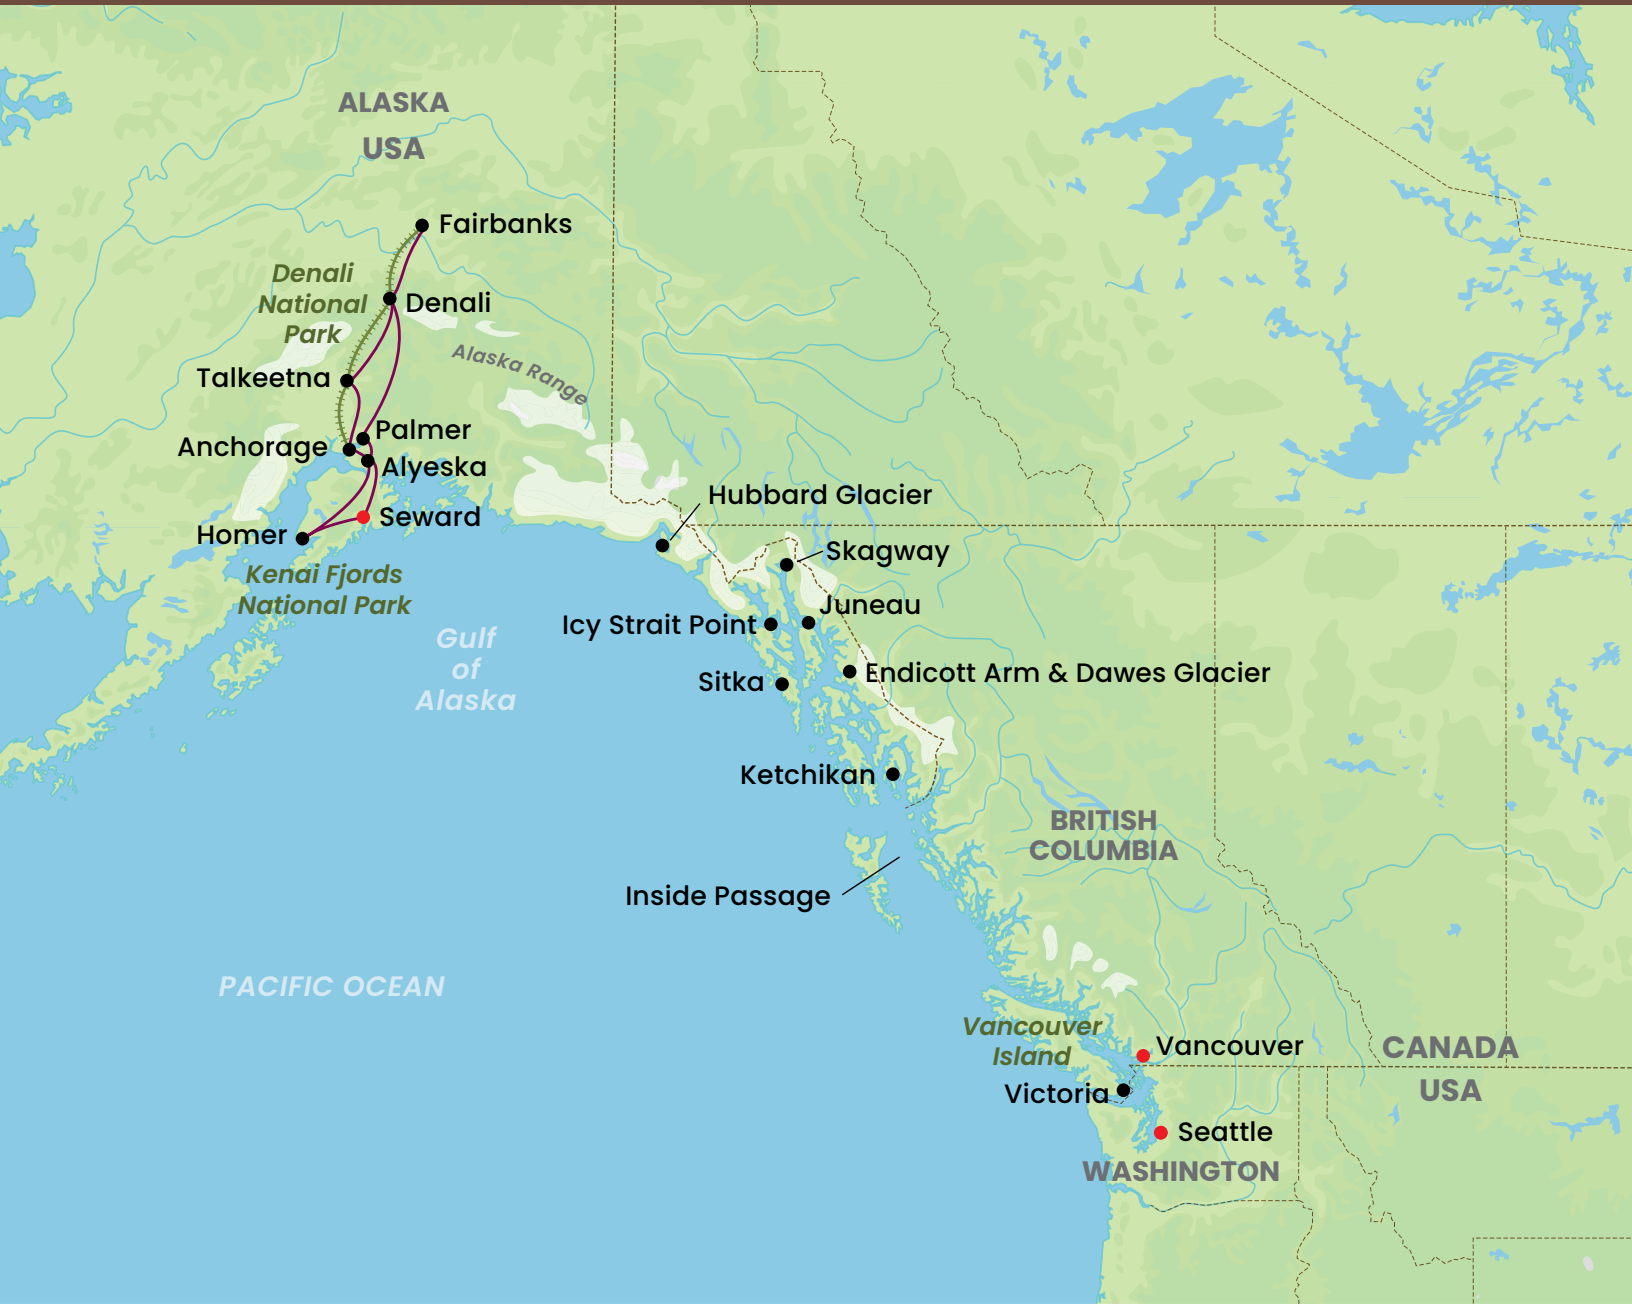 ALASKA
USA
Fairbanks
Denali
National
Park
Denali
Alaska Range
Talkeetna
Palmer
Anchorage
Alyeska
Hubbard Glacier
Seward
Homer
Skagway
Kenai Fjords
National Park
Juneau
Icy Strait Point
Gulf
of
Alaska
Endicott Arm & Dawes Glacier
Sitka
Ketchikan
BRITISH
COLUMBIA
Inside Passage
PACIFIC OCEAN
Vancouver
Island
Vancouver
CANADA
USA
Victoria
Seattle
WASHINGTON